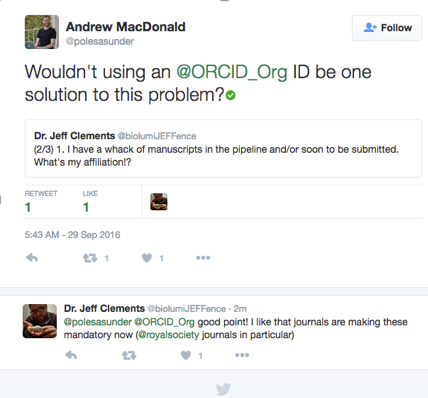 Andrew MacDonald
@polesasunder
Follow
Wouldn't using an @ORCID_Org ID be one
solution to this problem?
Dr. Jeff Clements @biolumiJEFFence
(2/3) 1. I have a whack of manuscripts in the pipeline and/or soon to be submitted.
What's my affiliation!?
RETWEET
1
LIKE
1
5:43 AM - 29 Sep 2016
1
1
Dr. Jeff Clements @biolumiJEFFence · 2m
@polesasunder @ORCID_Org good point! I like that journals are making these
mandatory now (@royalsociety journals in particular)
1